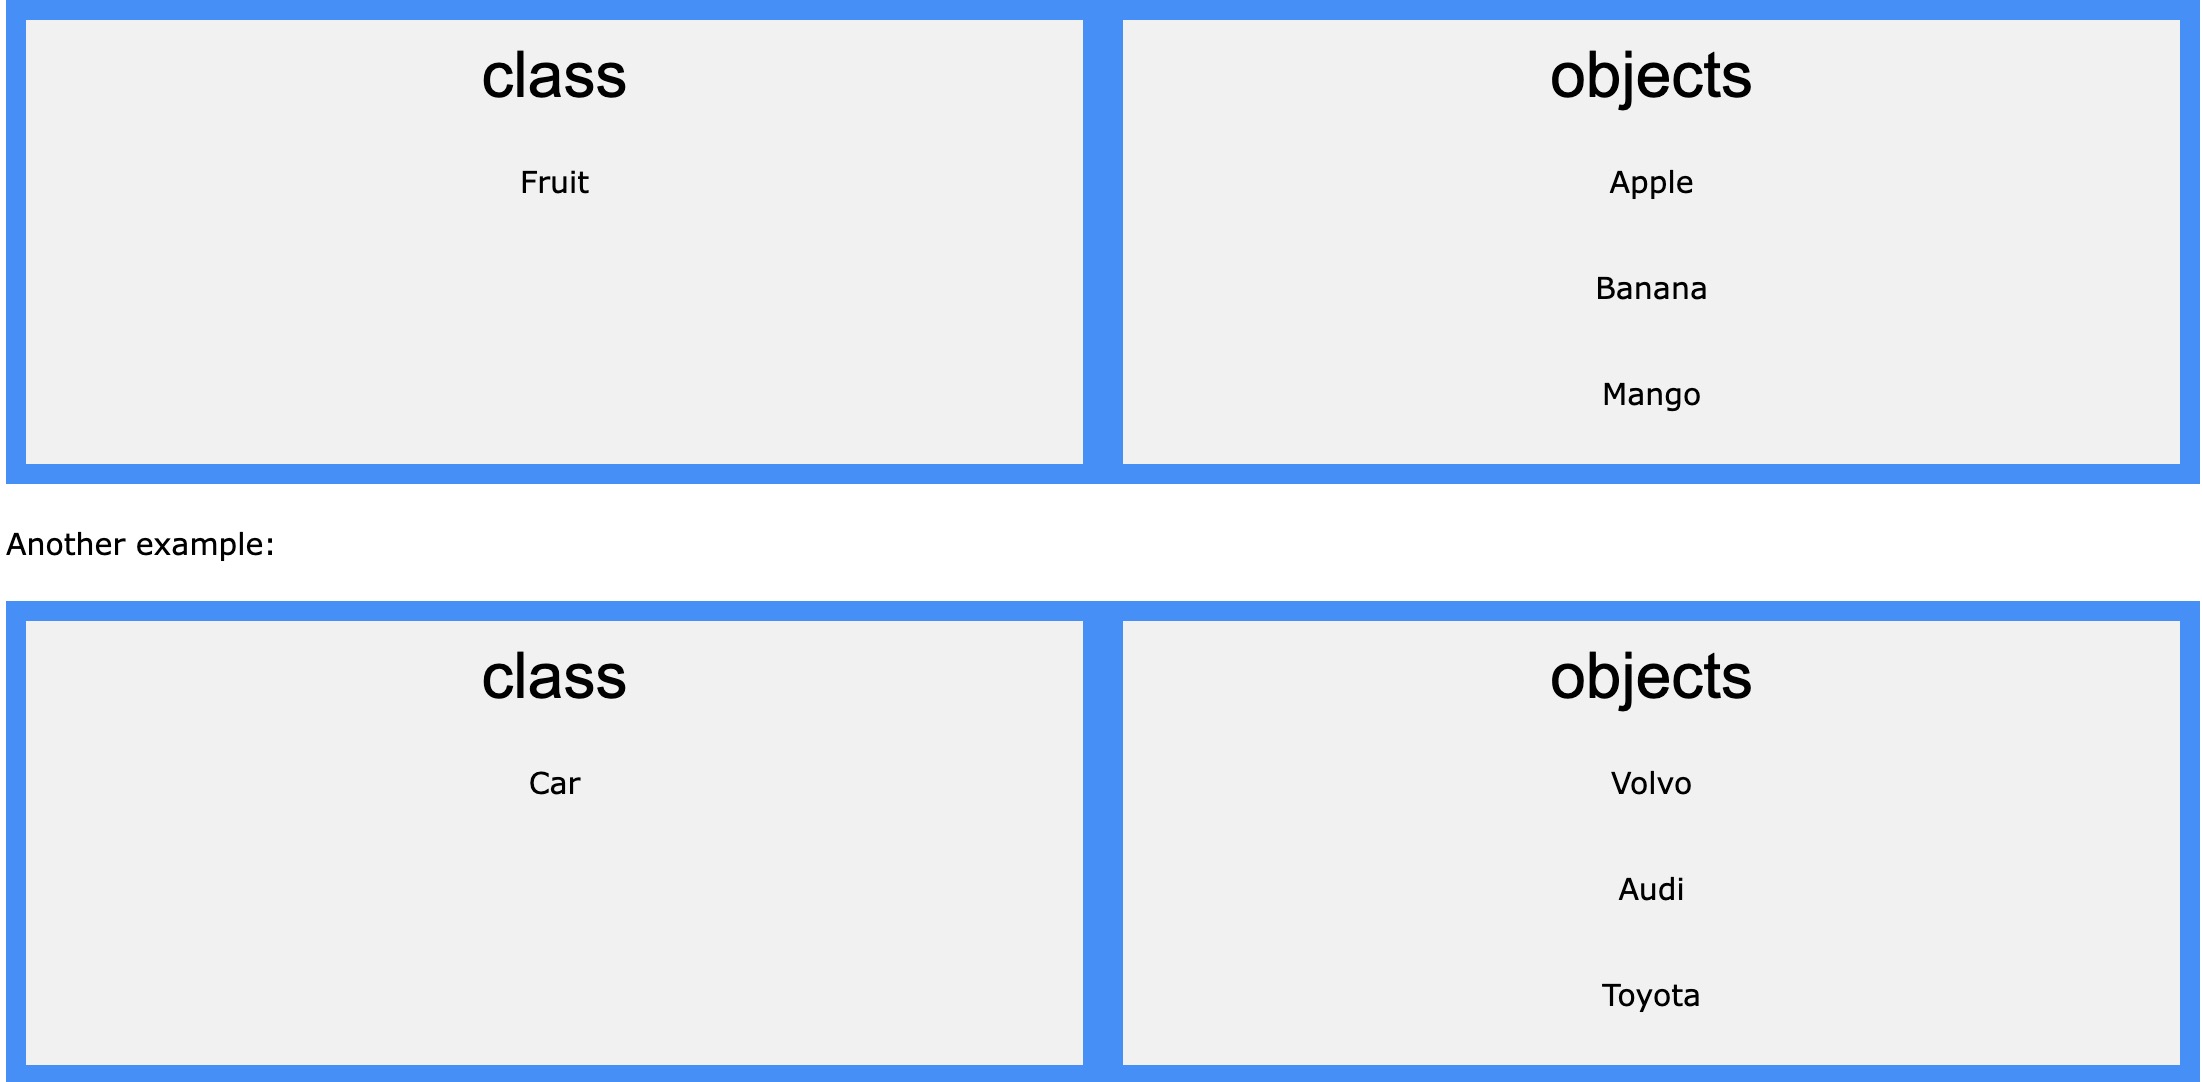 class
Fruit
objects
Apple
Banana
Mango
Another example:
class
Car
objects
Volvo
Audi
Toyota